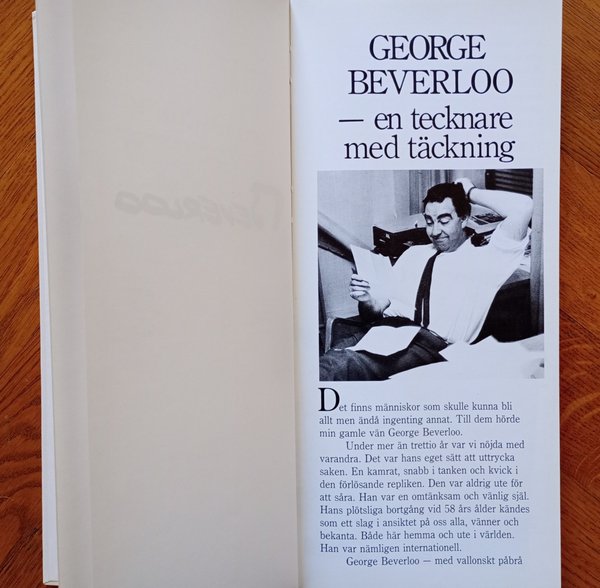 GEORGE
BEVERLOO
— en tecknare
med täckning
Det finns människor som skulle kunna bli
allt men ändå ingenting annat. Till dem hörde
min gamle vän George Beverloo.
Under mer än trettio år var vi nöjda med
varandra. Det var hans eget sätt att uttrycka
saken. En kamrat, snabb i tanken och kvick i
den förlösande repliken. Den var aldrig ute för
att såra. Han var en omtänksam och vänlig själ.
Hans plötsliga bortgång vid 58 års ålder kändes
som ett slag i ansiktet på oss alla, vänner och
bekanta. Både här hemma och ute i världen.
Han var nämligen internationell.
George Beverloo — med vallonskt påbrå